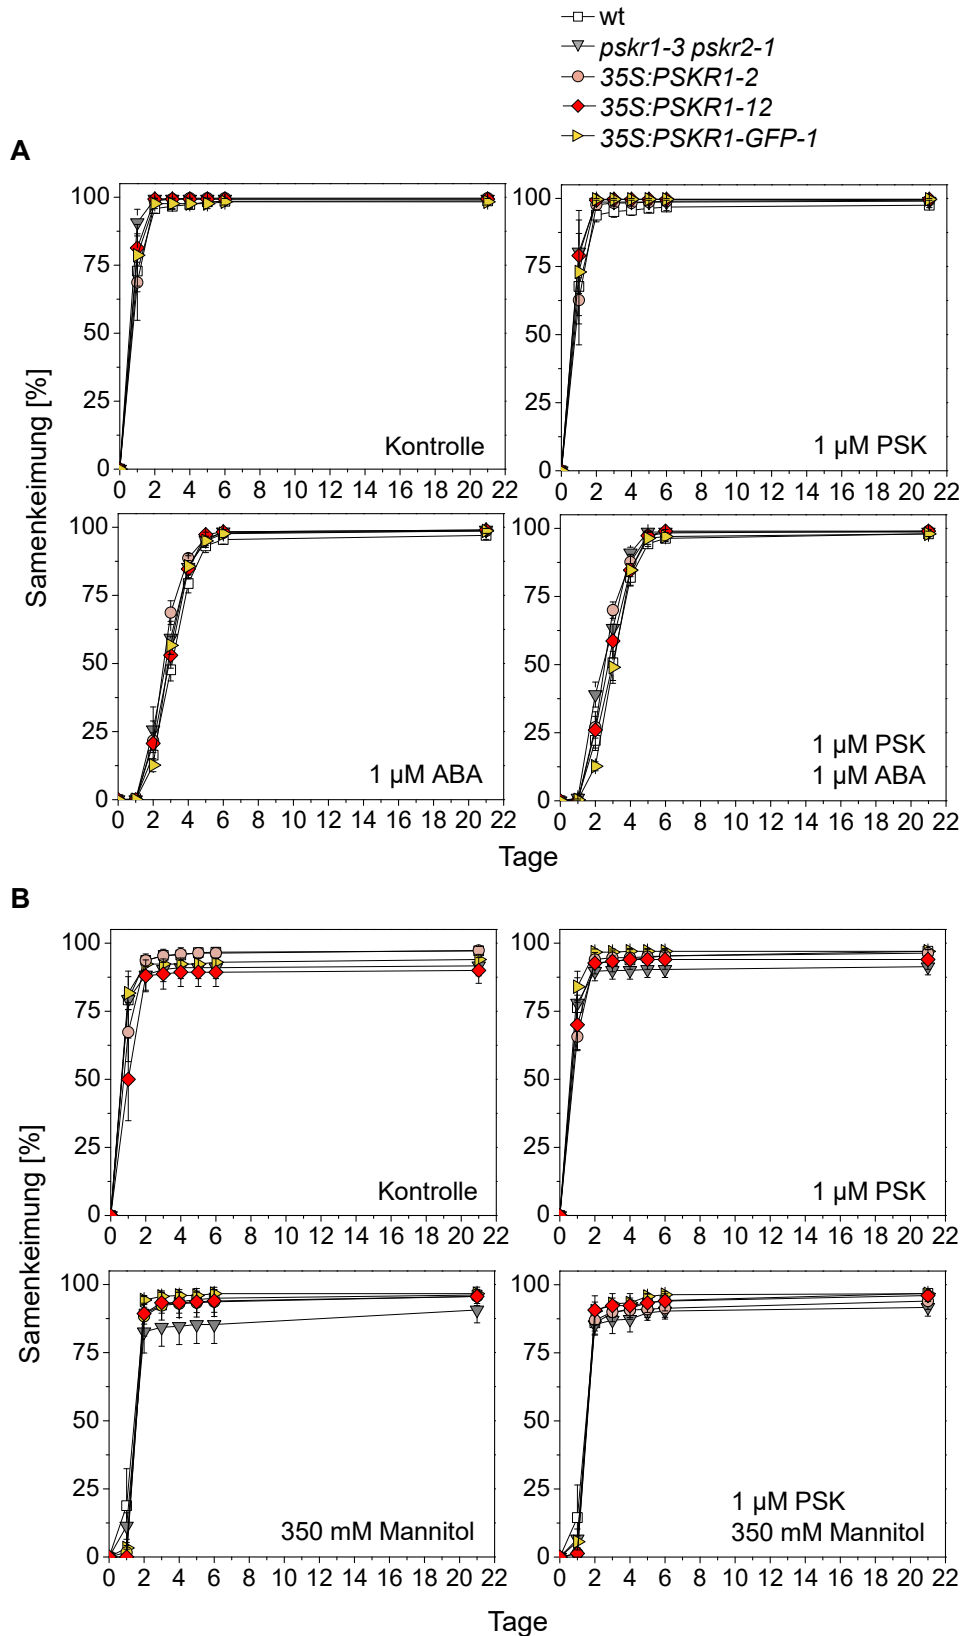 wt
pskr1-3 pskr2-1
35S:PSKR1-2
35S:PSKR1-12
35S:PSKR1-GFP-1
A
Samenkeimung [%]
100
75
50
25
0
0 2 4 6 8 10 12 14 16 18 20 22
Kontrolle
100
75
50
25
0
0 2 4 6 8 10 12 14 16 18 20 22
1 µM PSK
100
75
50
25
0
0 2 4 6 8 10 12 14 16 18 20 22
1 µM ABA
100
75
50
25
0
0 2 4 6 8 10 12 14 16 18 20 22
1 µM PSK
1 µM ABA
Tage
B
Samenkeimung [%]
100
75
50
25
0
0 2 4 6 8 10 12 14 16 18 20 22
Kontrolle
100
75
50
25
0
0 2 4 6 8 10 12 14 16 18 20 22
1 µM PSK
100
75
50
25
0
0 2 4 6 8 10 12 14 16 18 20 22
350 mM Mannitol
100
75
50
25
0
0 2 4 6 8 10 12 14 16 18 20 22
1 µM PSK
350 mM Mannitol
Tage